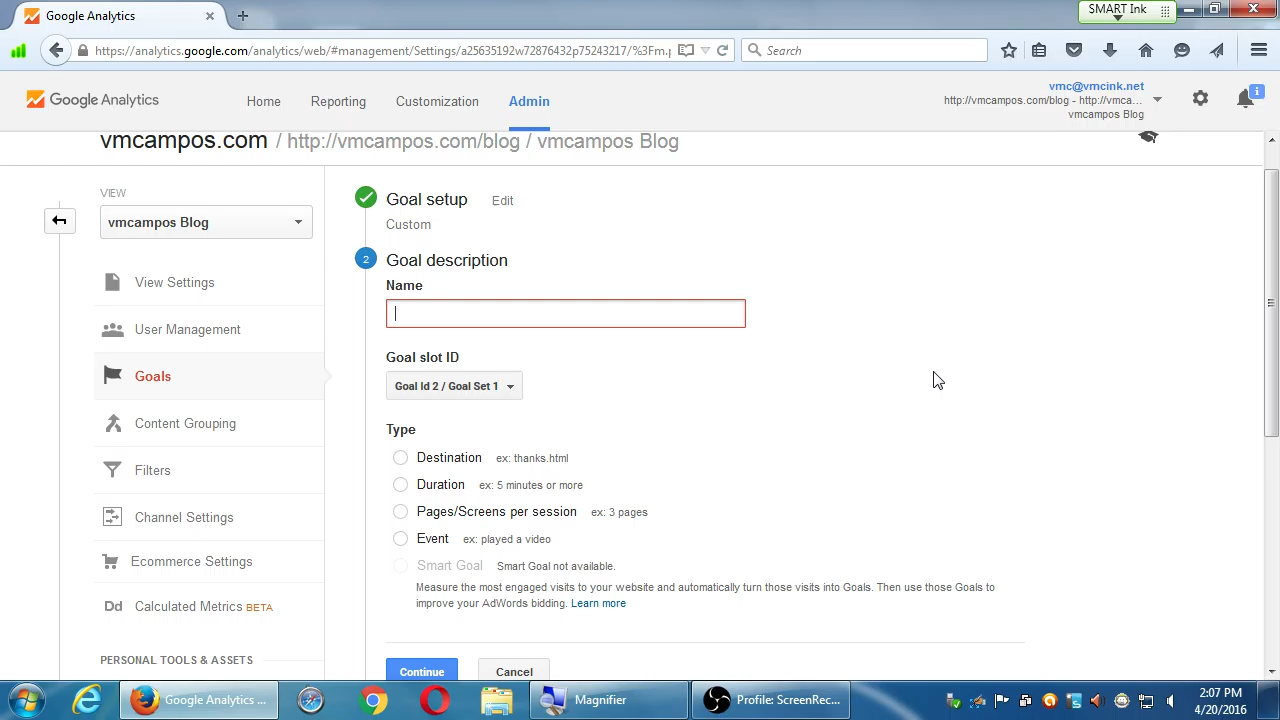 Google Analytics
SMART Ink
https://analytics.google.com/analytics/web/#management/Settings/a25635192w72876432p75243217/%3Fm.p
Search
Google Analytics
Home
Reporting
Customization
Admin
vmc@vmcink.net
http://vmcampos.com/blog - http://vmca...
vmcampos Blog
vmcampos.com / http://vmcampos.com/blog / vmcampos Blog
VIEW
vmcampos Blog
View Settings
User Management
Goals
Content Grouping
Filters
Channel Settings
Ecommerce Settings
Dd Calculated Metrics BETA
PERSONAL TOOLS & ASSETS
Goal setup Edit
Custom
2 Goal description
Name
Goal slot ID
Goal Id 2 / Goal Set 1
Type
Destination ex: thanks.html
Duration ex: 5 minutes or more
Pages/Screens per session ex: 3 pages
Event ex: played a video
Smart Goal Smart Goal not available.
Measure the most engaged visits to your website and automatically turn those visits into Goals. Then use those Goals to
improve your AdWords bidding. Learn more
Continue Cancel
Google Analytics ...
Magnifier
Profile: ScreenRec...
2:07 PM
4/20/2016